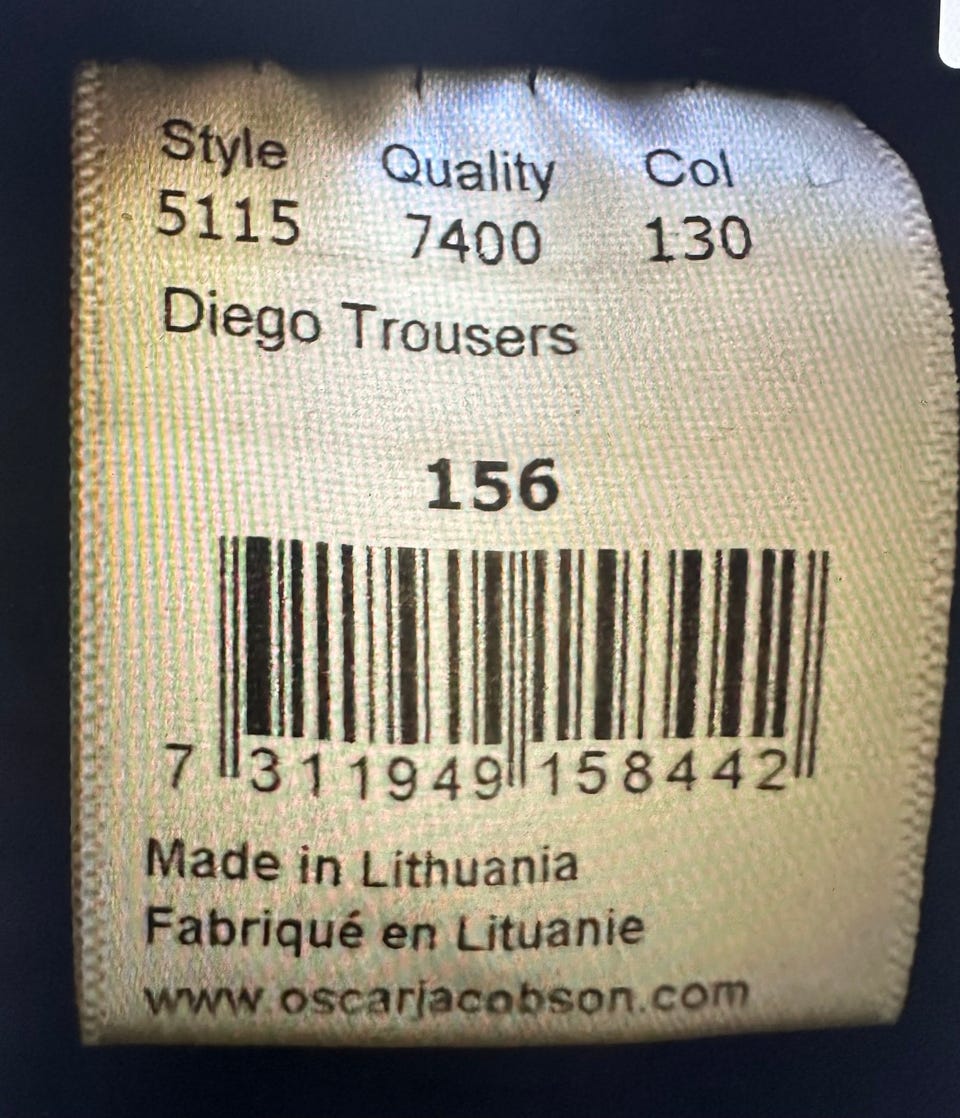 Style Quality Col
5115 7400 130
Diego Trousers
156
7 311949 158442
Made in Lithuania
Fabriqué en Lituanie
www.oscarjacobson.com